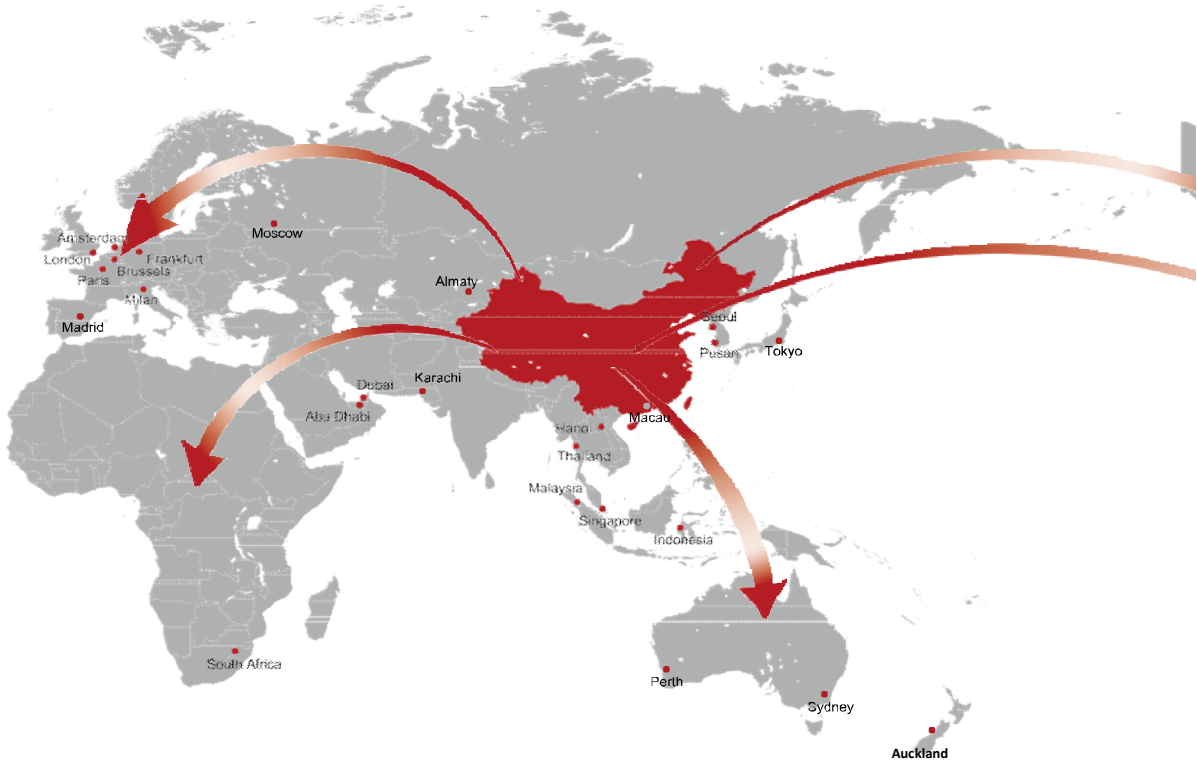 Moscow
Amsterdam
London
Frankfurt
Brussels
Paris
Almaty
Milan
Seoul
Madrid
Pusan
Tokyo
Karachi
Dubai
Abu Dhabi
Macau
Hanoi
Thailand
Malaysia
Singapore
Indonesia
South Africa
Perth
Sydney
Auckland